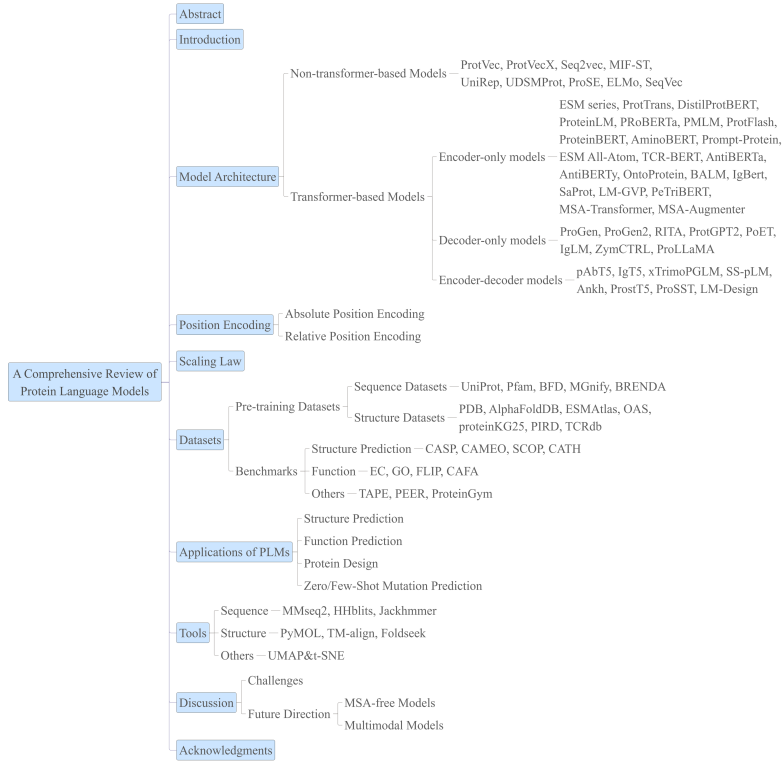 Abstract
Introduction
Non-transformer-based Models
ProtVec, ProtVecX, Seq2vec, MIF-ST,
UniRep, UDSMProt, ProSE, ELMo, SeqVec
Model Architecture
Transformer-based Models
Encoder-only models
ESM series, ProtTrans, DistilProtBERT,
ProteinLM, PRoBERTa, PMLM, ProtFlash,
ProteinBERT, AminoBERT, Prompt-Protein,
ESM All-Atom, TCR-BERT, AntiBERTa,
AntiBERTy, OntoProtein, BALM, IgBert,
SaProt, LM-GVP, PeTriBERT,
MSA-Transformer, MSA-Augmenter
Decoder-only models
ProGen, ProGen2, RITA, ProtGPT2, PoET,
IgLM, ZymCTRL, ProLLaMA
Encoder-decoder models
pAbT5, IgT5, xTrimoPGLM, SS-pLM,
Ankh, ProstT5, ProSST, LM-Design
Position Encoding
Absolute Position Encoding
Relative Position Encoding
Scaling Law
A Comprehensive Review of
Protein Language Models
Datasets
Pre-training Datasets
Sequence Datasets
UniProt, Pfam, BFD, MGnify, BRENDA
Structure Datasets
PDB, AlphaFoldDB, ESMAtlas, OAS,
proteinKG25, PIRD, TCRdb
Benchmarks
Structure Prediction
CASP, CAMEO, SCOP, CATH
Function
EC, GO, FLIP, CAFA
Others
TAPE, PEER, ProteinGym
Applications of PLMs
Structure Prediction
Function Prediction
Protein Design
Zero/Few-Shot Mutation Prediction
Tools
Sequence
MMseq2, HHblits, Jackhmmer
Structure
PyMOL, TM-align, Foldseek
Others
UMAP&t-SNE
Discussion
Challenges
Future Direction
MSA-free Models
Multimodal Models
Acknowledgments